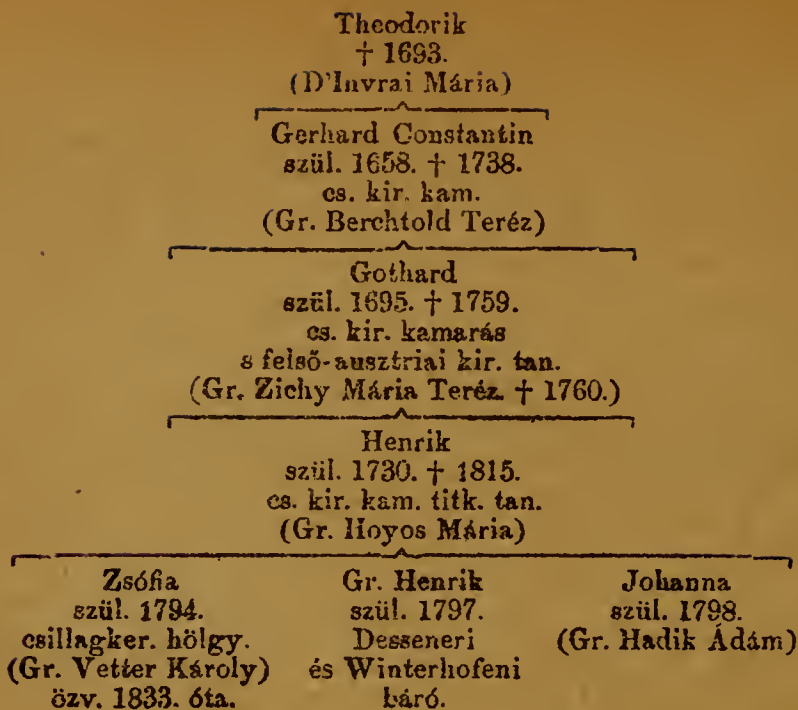 Theodorik
† 1693.
(D'Invrai Mária)
Gerhard Constantin
szül. 1658. † 1738.
cs. kir. kam.
(Gr. Berchtold Teréz)
Gothard
szül. 1695. † 1759.
cs. kir. kamarás
s felső-ausztriai kir. tan.
(Gr. Zichy Mária Teréz. † 1760.)
Henrik
szül. 1730. † 1815.
cs. kir. kam. titk. tan.
(Gr. Hoyos Mária)
Zsófia
szül. 1794.
csillagker. hölgy.
(Gr. Vetter Károly)
özv. 1833. óta.
Gr. Henrik
szül. 1797.
Desseneri
és Winterhofeni
báró.
Johanna
szül. 1798.
(Gr. Hadik Ádám)